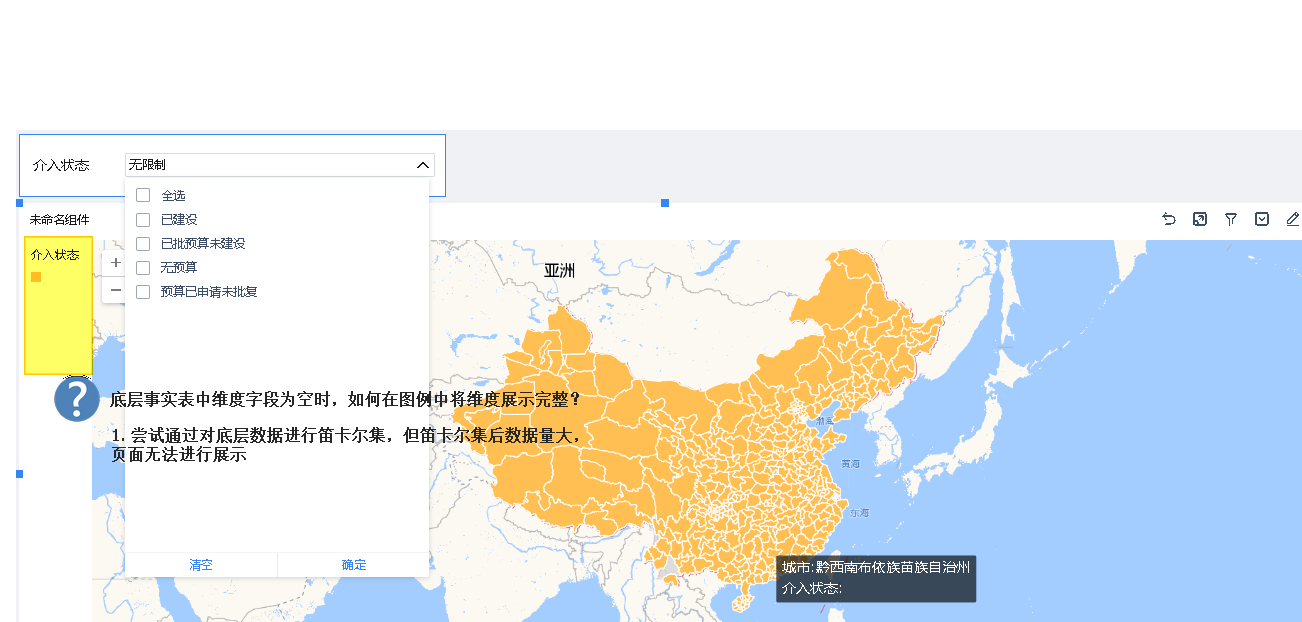 介入状态
无限制
全选
未命名组件
已建设
已批预算未建设
介入状态
无预算
亚洲
预算已申请未批复
?
底层事实表中维度字段为空时，如何在图例中将维度展示完整？
1. 尝试通过对底层数据进行笛卡尔集，但笛卡尔集后数据量大，
页面无法进行展示
渤海
黄海
东海
清空
确定
城市:黔西南布依族苗族自治州
介入状态: